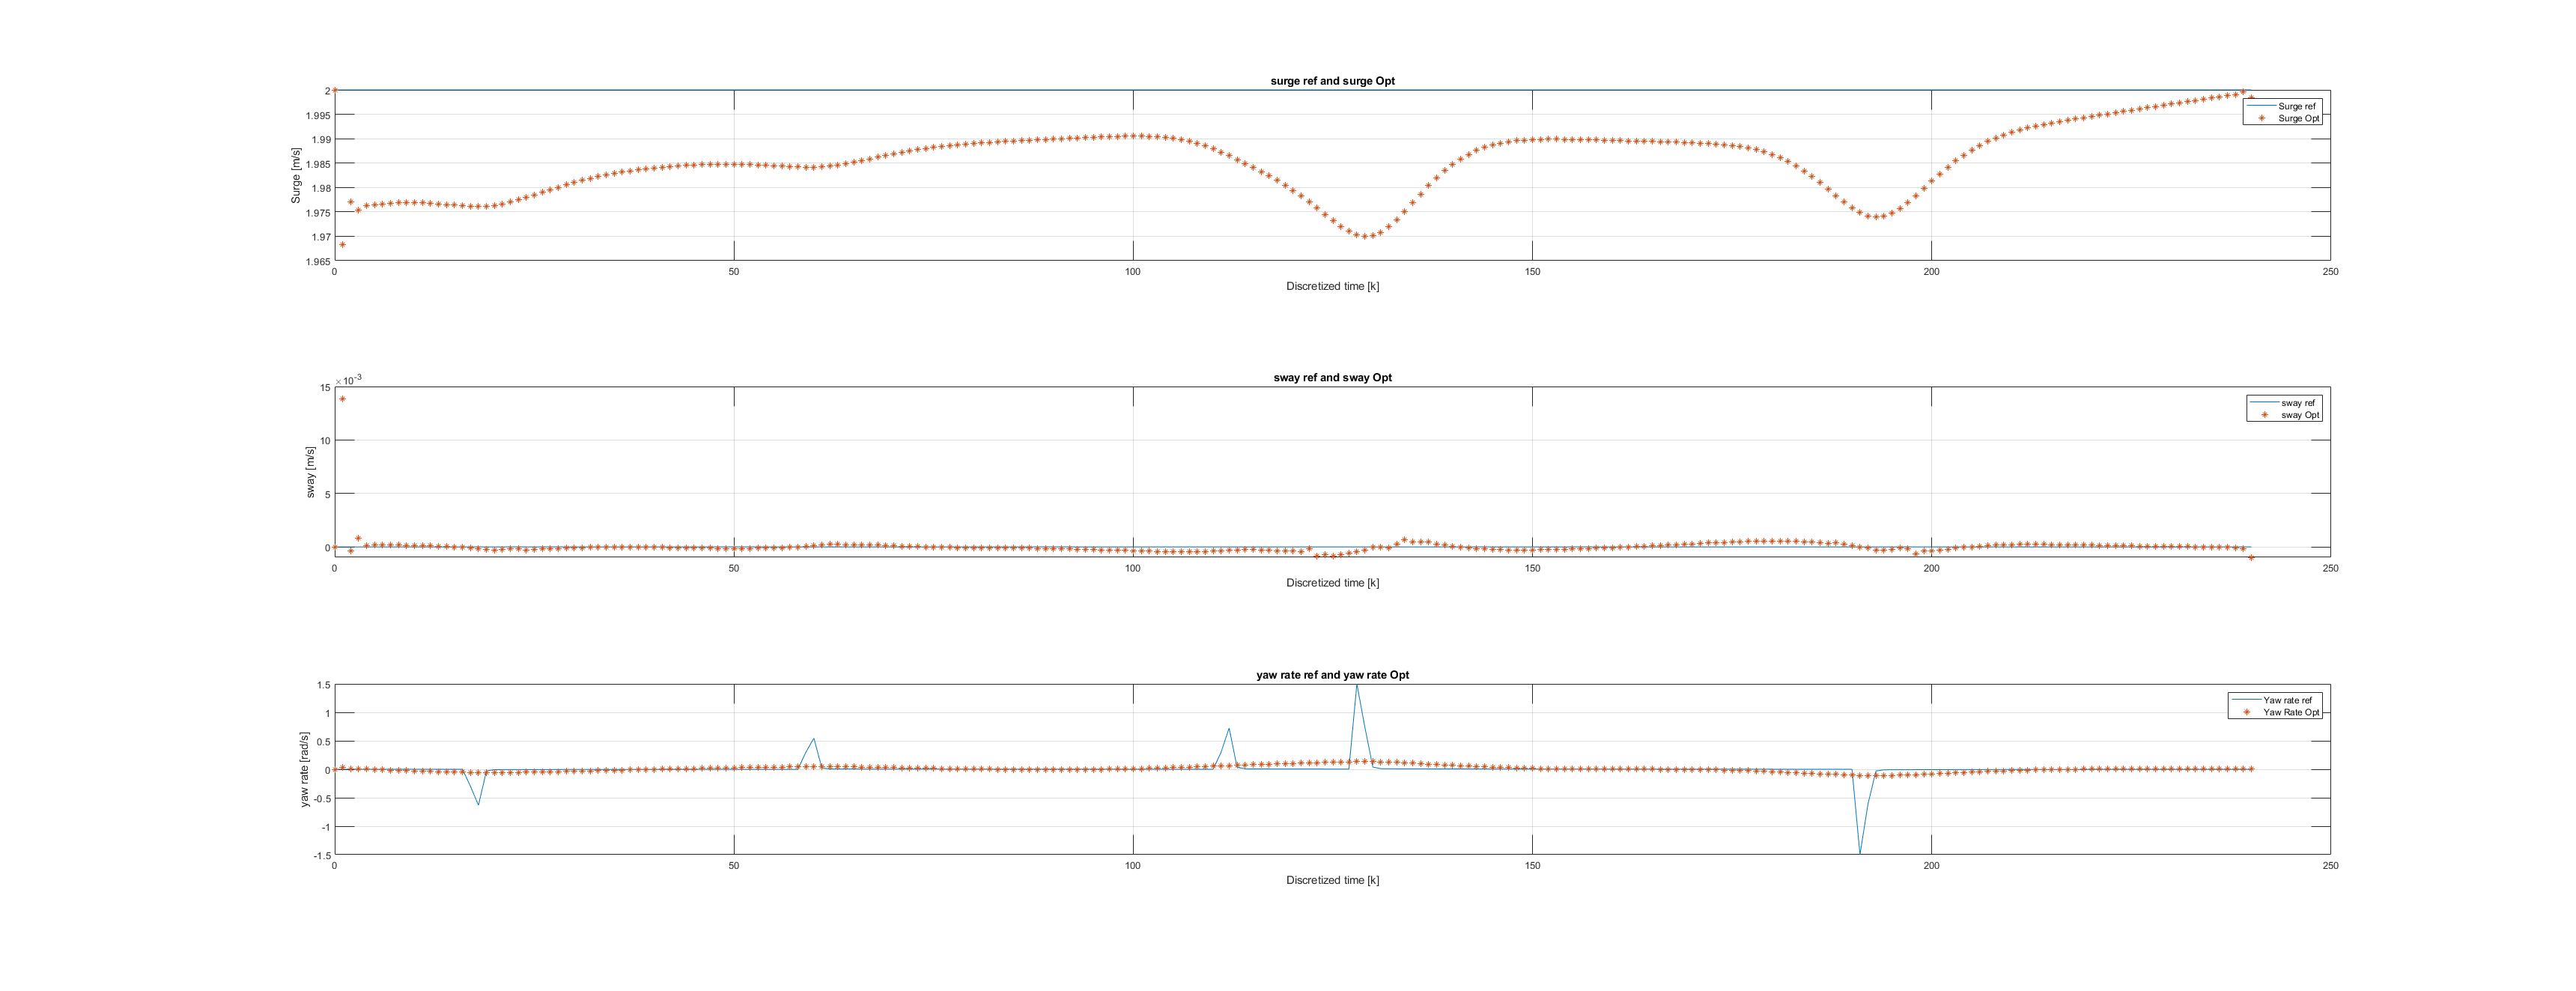 surge ref and surge Opt
2
1.995
1.99
1.985
1.98
1.975
1.97
1.965
Surge [m/s]
0
50
100
150
200
250
Discretized time [k]
Surge ref
Surge Opt
sway ref and sway Opt
×10-3
15
10
5
0
sway [m/s]
0
50
100
150
200
250
Discretized time [k]
sway ref
sway Opt
yaw rate ref and yaw rate Opt
1.5
1
0.5
0
-0.5
-1
-1.5
yaw rate [rad/s]
0
50
100
150
200
250
Discretized time [k]
Yaw rate ref
Yaw Rate Opt